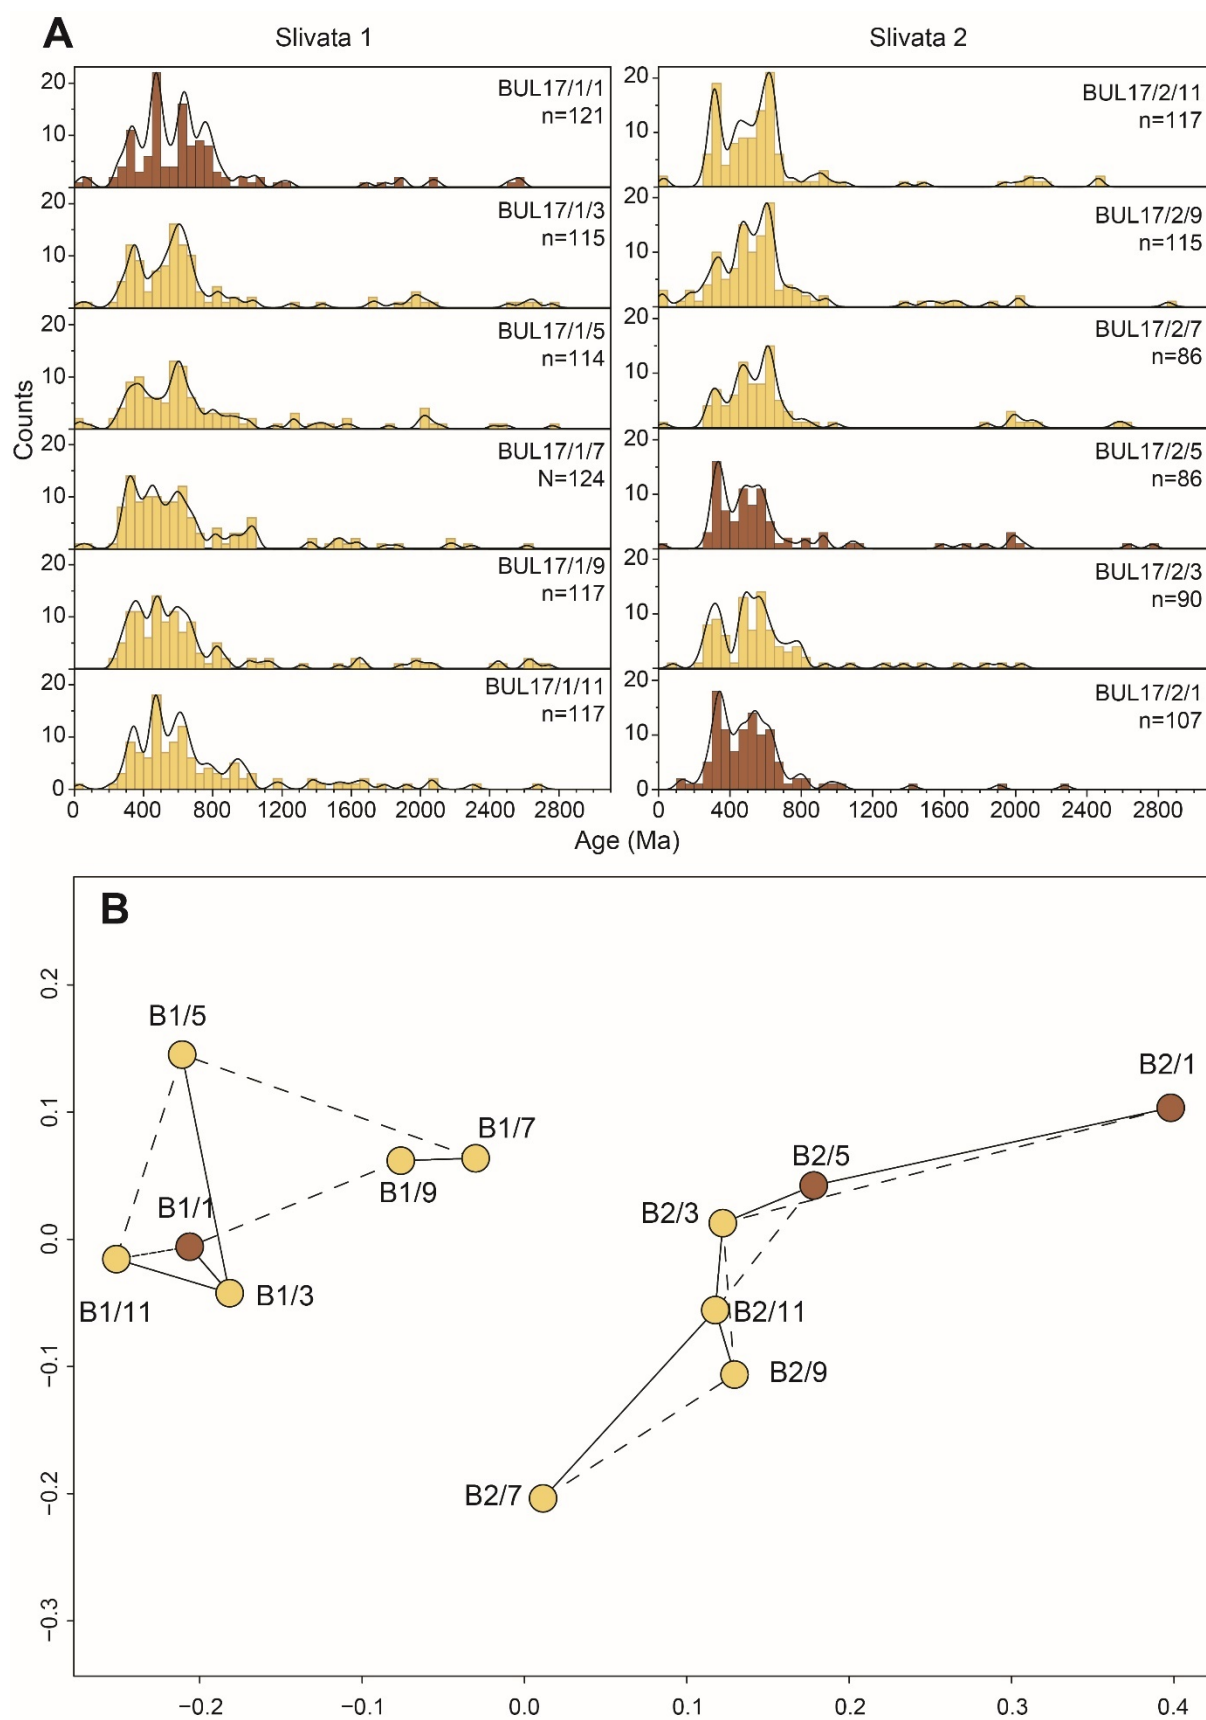 A
Slivata 1
Slivata 2
20
10
BUL17/1/1
n=121
20
10
BUL17/1/3
n=115
20
10
BUL17/1/5
n=114
20
10
BUL17/1/7
N=124
20
10
BUL17/1/9
n=117
20
10
0
BUL17/1/11
n=117
0 400 800 1200 1600 2000 2400 2800
20
10
BUL17/2/11
n=117
20
10
BUL17/2/9
n=115
20
10
BUL17/2/7
n=86
20
10
BUL17/2/5
n=86
20
10
BUL17/2/3
n=90
20
10
0
BUL17/2/1
n=107
0 400 800 1200 1600 2000 2400 2800
Counts
Age (Ma)
B
0.2
0.1
0.0
−0.1
−0.2
−0.3
B1/5
B2/1
B1/7
B2/5
B1/9
B1/1
B2/3
B1/3
B1/11
B2/11
B2/9
B2/7
−0.2 −0.1 0.0 0.1 0.2 0.3 0.4